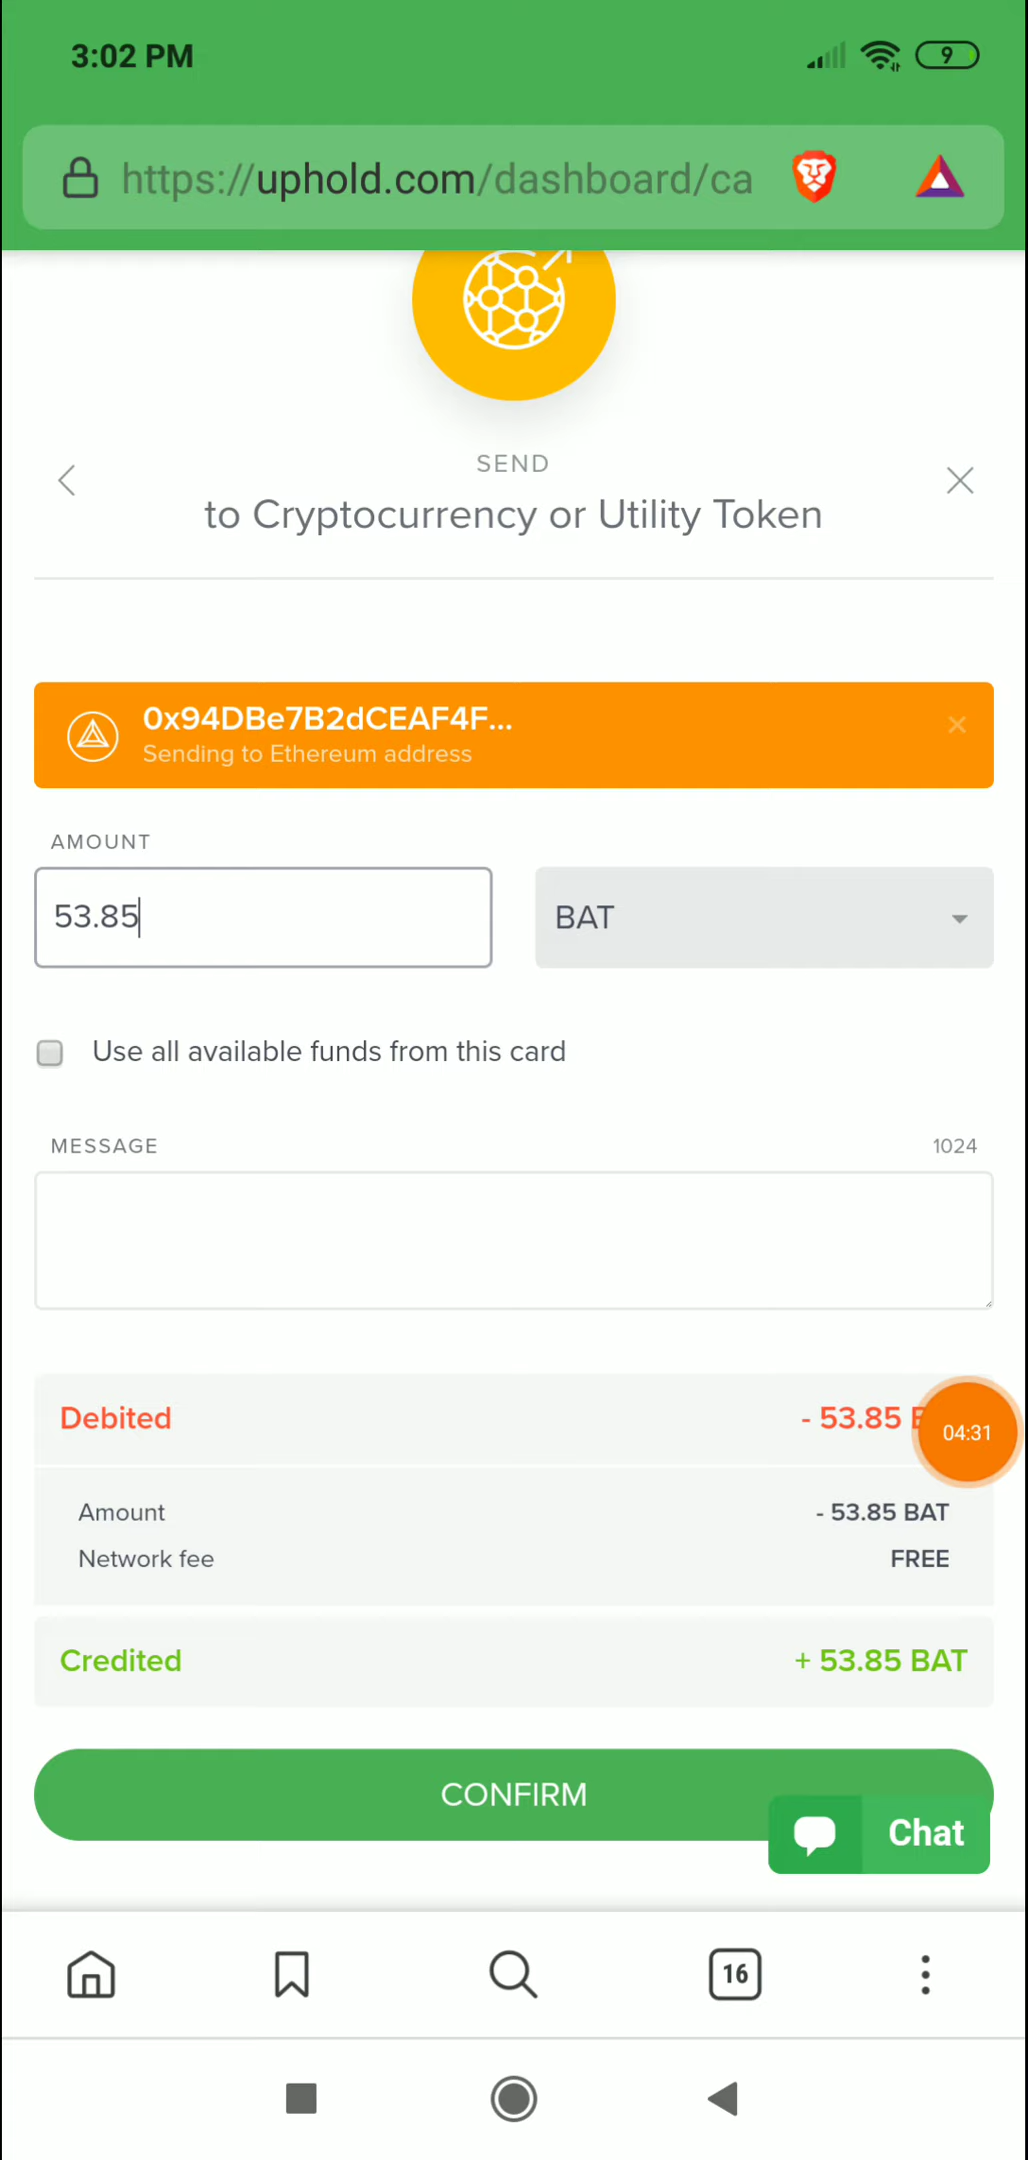 3:02 PM
9
https://uphold.com/dashboard/ca
SEND
to Cryptocurrency or Utility Token
0x94DBe7B2dCEAF4F...
Sending to Ethereum address
AMOUNT
53.85
BAT
Use all available funds from this card
MESSAGE 1024
Debited - 53.85
04:31
Amount - 53.85 BAT
Network fee FREE
Credited + 53.85 BAT
CONFIRM
Chat
16